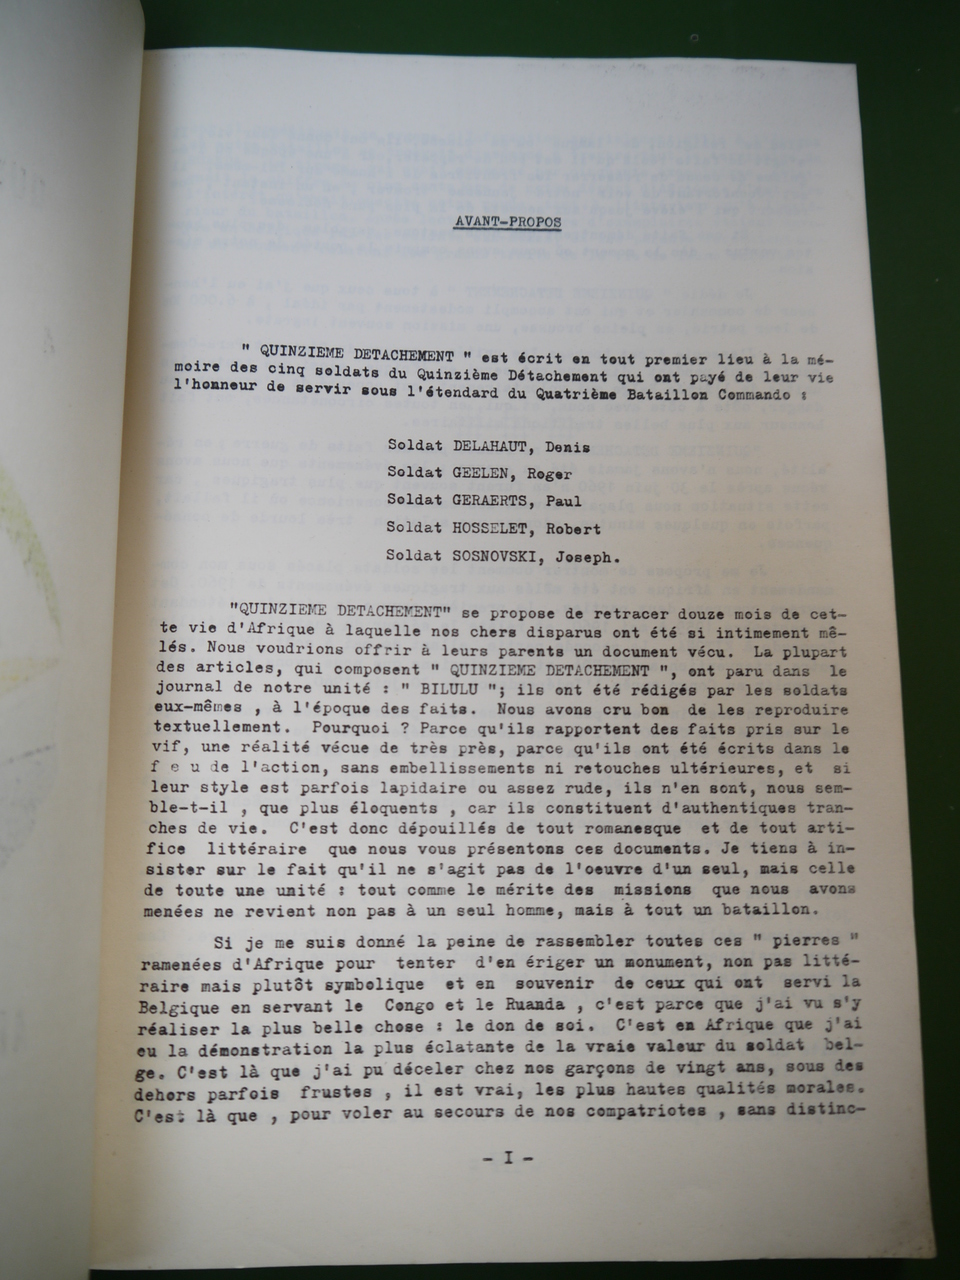 AVANT-PROPOS
" QUINZIEME DETACHEMENT " est écrit en tout premier lieu à la mé-
moire des cinq soldats du Quinzième Détachement qui ont payé de leur vie
l'honneur de servir sous l'étendard du Quatrième Bataillon Commando :
Soldat DELAHAUT, Denis
Soldat GEELEN, Roger
Soldat GERAERTS, Paul
Soldat HOSSELET, Robert
Soldat SOSNOVSKI, Joseph.
"QUINZIEME DETACHEMENT" se propose de retracer douze mois de cet-
te vie d'Afrique à laquelle nos chers disparus ont été si intimement mê-
lés. Nous voudrions offrir à leurs parents un document vécu. La plupart
des articles, qui composent " QUINZIEME DETACHEMENT ", ont paru dans le
journal de notre unité : " BILULU "; ils ont été rédigés par les soldats
eux-mêmes , à l'époque des faits. Nous avons cru bon de les reproduire
textuellement. Pourquoi ? Parce qu'ils rapportent des faits pris sur le
vif, une réalité vécue de très près, parce qu'ils ont été écrits dans le
f e u de l'action, sans embellissements ni retouches ultérieures, et si
leur style est parfois lapidaire ou assez rude, ils n'en sont, nous sem-
ble-t-il , que plus éloquents , car ils constituent d'authentiques tran-
ches de vie. C'est donc dépouillés de tout romanesque et de tout arti-
fice littéraire que nous vous présentons ces documents. Je tiens à in-
sister sur le fait qu'il ne s'agit pas de l'oeuvre d'un seul, mais celle
de toute une unité : tout comme le mérite des missions que nous avons
menées ne revient non pas à un seul homme, mais à tout un bataillon.
Si je me suis donné la peine de rassembler toutes ces " pierres "
ramenées d'Afrique pour tenter d'en ériger un monument, non pas litté-
raire mais plutôt symbolique et en souvenir de ceux qui ont servi la
Belgique en servant le Congo et le Ruanda , c'est parce que j'ai vu s'y
réaliser la plus belle chose : le don de soi. C'est en Afrique que j'ai
eu la démonstration la plus éclatante de la vraie valeur du soldat bel-
ge. C'est là que j'ai pu déceler chez nos garçons de vingt ans, sous des
dehors parfois frustes , il est vrai, les plus hautes qualités morales.
C'est là que , pour voler au secours de nos compatriotes , sans distinc-
- I -